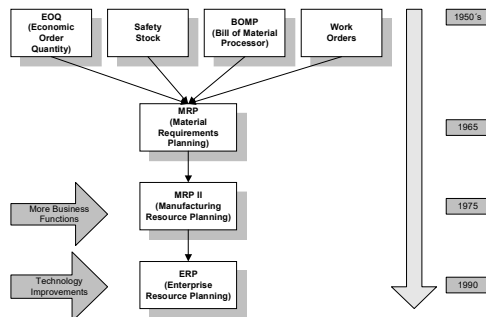 EOQ
(Economic
Order
Quantity)
Safety
Stock
BOMP
(Bill of Material
Processor)
Work
Orders
1950´s
MRP
(Material
Requirements
Planning)
1965
More Business
Functions
MRP II
(Manufacturing
Resource Planning)
1975
Technology
Improvements
ERP
(Enterprise
Resource Planning)
1990